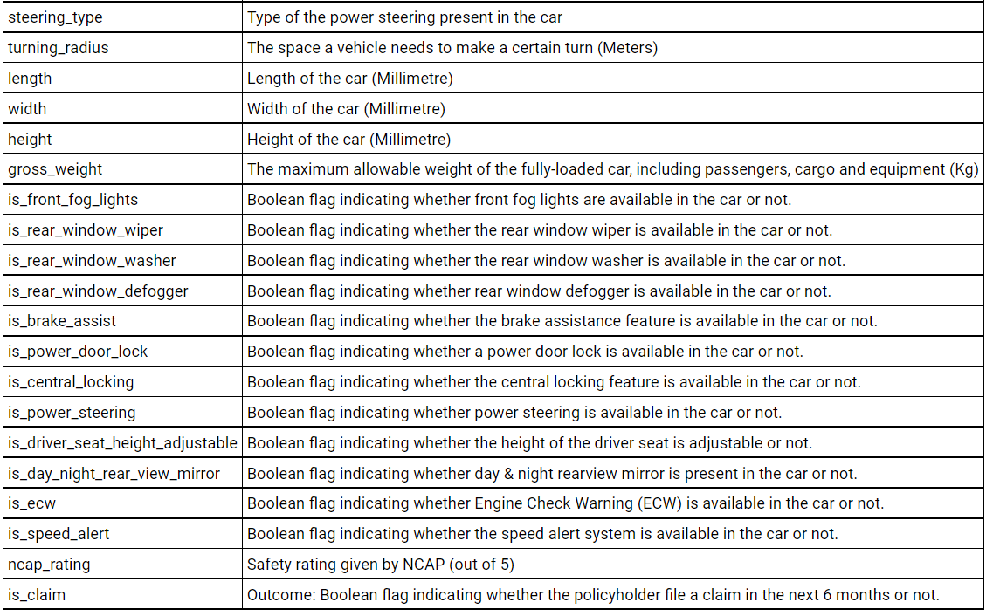 steering_type Type of the power steering present in the car
turning_radius The space a vehicle needs to make a certain turn (Meters)
length Length of the car (Millimetre)
width Width of the car (Millimetre)
height Height of the car (Millimetre)
gross_weight The maximum allowable weight of the fully-loaded car, including passengers, cargo and equipment (Kg)
is_front_fog_lights Boolean flag indicating whether front fog lights are available in the car or not.
is_rear_window_wiper Boolean flag indicating whether the rear window wiper is available in the car or not.
is_rear_window_washer Boolean flag indicating whether the rear window washer is available in the car or not.
is_rear_window_defogger Boolean flag indicating whether rear window defogger is available in the car or not.
is_brake_assist Boolean flag indicating whether the brake assistance feature is available in the car or not.
is_power_door_lock Boolean flag indicating whether a power door lock is available in the car or not.
is_central_locking Boolean flag indicating whether the central locking feature is available in the car or not.
is_power_steering Boolean flag indicating whether power steering is available in the car or not.
is_driver_seat_height_adjustable Boolean flag indicating whether the height of the driver seat is adjustable or not.
is_day_night_rear_view_mirror Boolean flag indicating whether day & night rearview mirror is present in the car or not.
is_ecw Boolean flag indicating whether Engine Check Warning (ECW) is available in the car or not.
is_speed_alert Boolean flag indicating whether the speed alert system is available in the car or not.
ncap_rating Safety rating given by NCAP (out of 5)
is_claim Outcome: Boolean flag indicating whether the policyholder file a claim in the next 6 months or not.